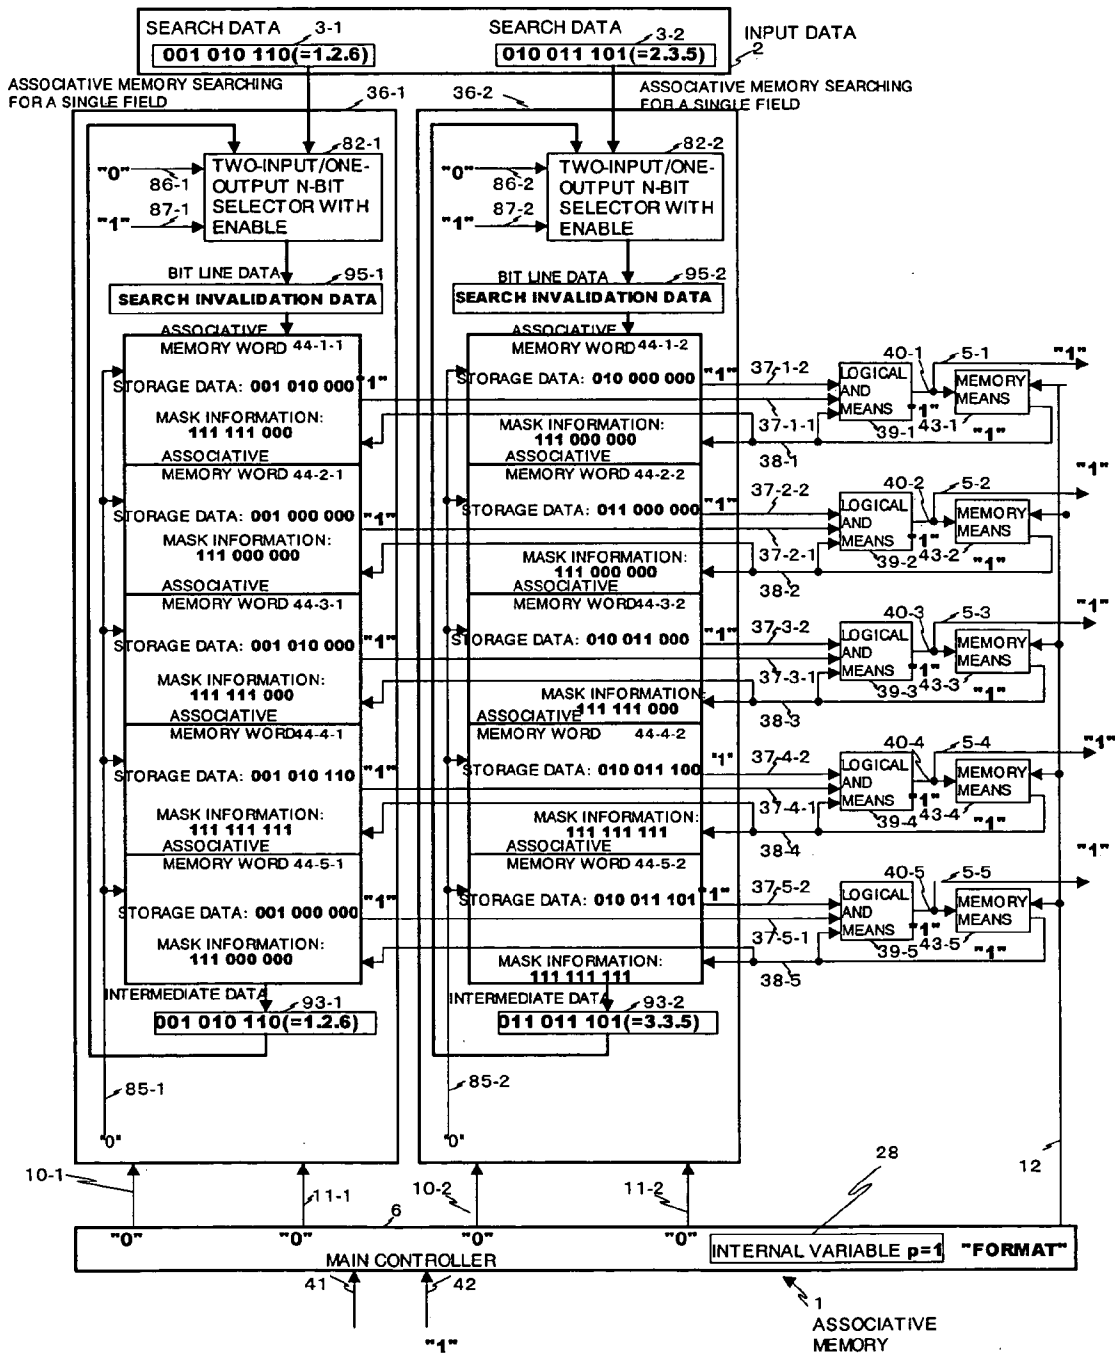 SEARCH DATA
3-1
001 010 110(=1.2.6)
SEARCH DATA
3-2
010 011 101(=2.3.5)
INPUT DATA
2
ASSOCIATIVE MEMORY SEARCHING
FOR A SINGLE FIELD
36-1
36-2
ASSOCIATIVE MEMORY SEARCHING
FOR A SINGLE FIELD
82-1
"0"
86-1
87-1
"1"
TWO-INPUT/ONE-
OUTPUT N-BIT
SELECTOR WITH
ENABLE
82-2
"0"
86-2
87-2
"1"
TWO-INPUT/ONE-
OUTPUT N-BIT
SELECTOR WITH
ENABLE
BIT LINE DATA
95-1
SEARCH INVALIDATION DATA
BIT LINE DATA
95-2
SEARCH INVALIDATION DATA
ASSOCIATIVE
MEMORY WORD 44-1-1
STORAGE DATA: 001 010 000
"1"
MASK INFORMATION:
111 111 000
ASSOCIATIVE
MEMORY WORD 44-1-2
STORAGE DATA: 010 000 000
"1"
MASK INFORMATION:
111 000 000
37-1-2
37-1-1
38-1
LOGICAL
AND
MEANS
"1"
39-1
40-1
5-1
"1"
MEMORY
MEANS
43-1
"1"
ASSOCIATIVE
MEMORY WORD 44-2-1
STORAGE DATA: 001 000 000
"1"
MASK INFORMATION:
111 000 000
ASSOCIATIVE
MEMORY WORD 44-2-2
STORAGE DATA: 011 000 000
"1"
MASK INFORMATION:
111 000 000
37-2-2
37-2-1
38-2
LOGICAL
AND
MEANS
"1"
39-2
40-2
5-2
"1"
MEMORY
MEANS
43-2
"1"
ASSOCIATIVE
MEMORY WORD 44-3-1
STORAGE DATA: 001 010 000
"1"
MASK INFORMATION:
111 111 000
ASSOCIATIVE
MEMORY WORD44-3-2
STORAGE DATA: 010 011 000
"1"
MASK INFORMATION:
111 111 000
37-3-2
37-3-1
38-3
LOGICAL
AND
MEANS
"1"
39-3
40-3
5-3
"1"
MEMORY
MEANS
43-3
"1"
ASSOCIATIVE
MEMORY WORD44-4-1
STORAGE DATA: 001 010 110
"1"
MASK INFORMATION:
111 111 111
ASSOCIATIVE
MEMORY WORD 44-4-2
STORAGE DATA: 010 011 100
"1"
MASK INFORMATION:
111 111 111
37-4-2
37-4-1
38-4
LOGICAL
AND
MEANS
"1"
39-4
40-4
5-4
"1"
MEMORY
MEANS
43-4
"1"
ASSOCIATIVE
MEMORY WORD 44-5-1
STORAGE DATA: 001 000 000
"1"
MASK INFORMATION:
111 000 000
ASSOCIATIVE
MEMORY WORD 44-5-2
STORAGE DATA: 010 011 101
"1"
MASK INFORMATION:
111 111 111
37-5-2
37-5-1
38-5
LOGICAL
AND
MEANS
"1"
39-5
40-5
5-5
"1"
MEMORY
MEANS
43-5
"1"
INTERMEDIATE DATA
93-1
001 010 110(=1.2.6)
INTERMEDIATE DATA
93-2
011 011 101(=3.3.5)
85-1
"0"
85-2
"0"
10-1
11-1
10-2
11-2
28
12
6
"0"
"0"
"0"
"0"
MAIN CONTROLLER
INTERNAL VARIABLE p=1
"FORMAT"
41
42
"1"
1
ASSOCIATIVE
MEMORY